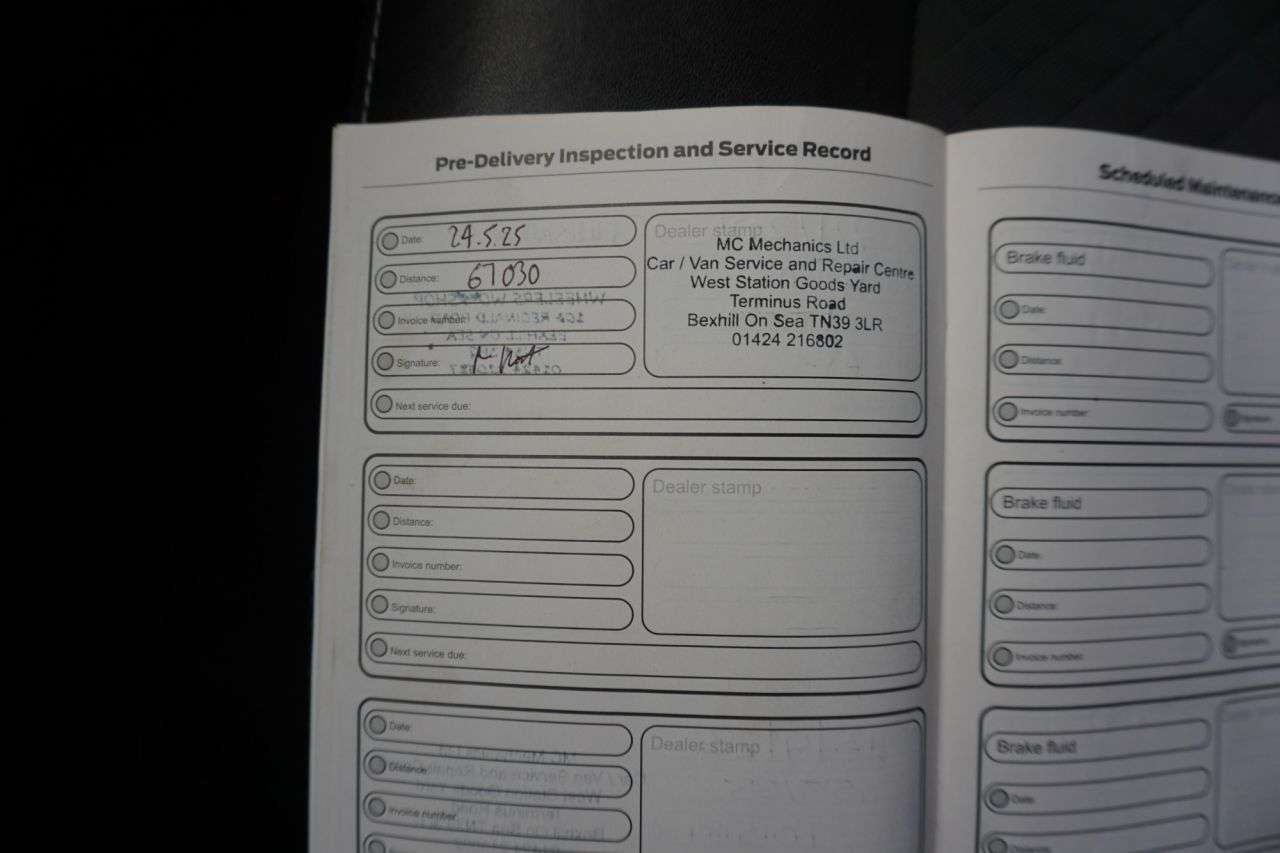 Pre-Delivery Inspection and Service Record
Date: 24.5.25
Distance: 67030
Invoice number:
Signature:
Next service due:
Dealer stamp
MC Mechanics Ltd
Car / Van Service and Repair Centre
West Station Goods Yard
Terminus Road
Bexhill On Sea TN39 3LR
01424 216802
Date:
Distance:
Invoice number:
Signature:
Next service due:
Dealer stamp
Date:
Distance:
Invoice number:
Dealer stamp
Scheduled Maintenance
Brake fluid
Date:
Distance:
Invoice number:
Brake fluid
Date:
Distance:
Invoice number:
Brake fluid
Date:
Distance: